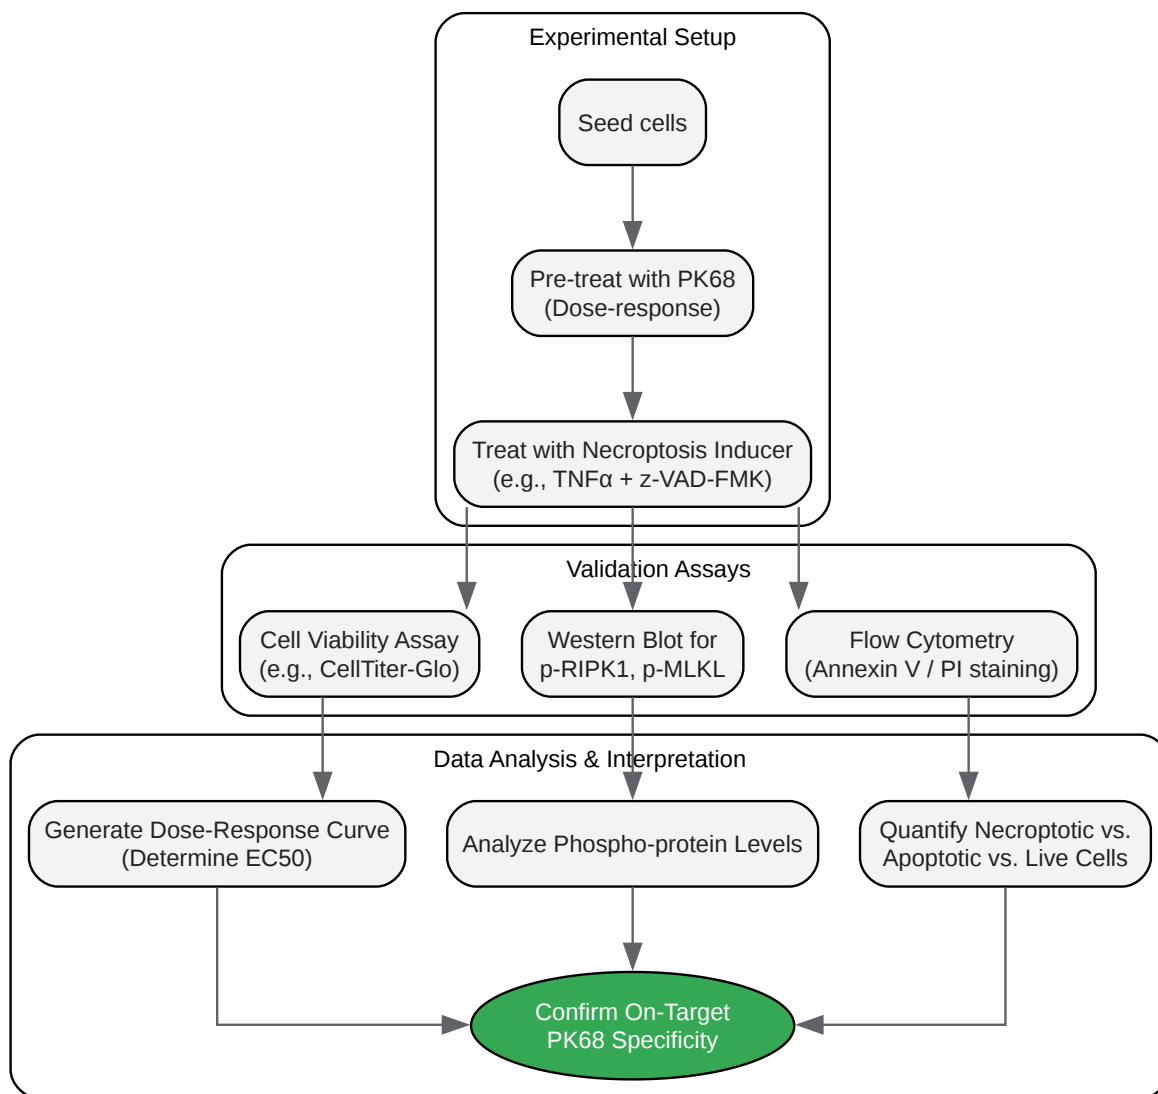 Experimental Setup
Seed cells
Pre-treat with PK68
(Dose-response)
Treat with Necroptosis Inducer
(e.g., TNFα + z-VAD-FMK)
Validation Assays
Cell Viability Assay
(e.g., CellTiter-Glo)
Western Blot for
p-RIPK1, p-MLKL
Flow Cytometry
(Annexin V / PI staining)
Data Analysis & Interpretation
Generate Dose-Response Curve
(Determine EC50)
Analyze Phospho-protein Levels
Quantify Necroptotic vs.
Apoptotic vs. Live Cells
Confirm On-Target
PK68 Specificity